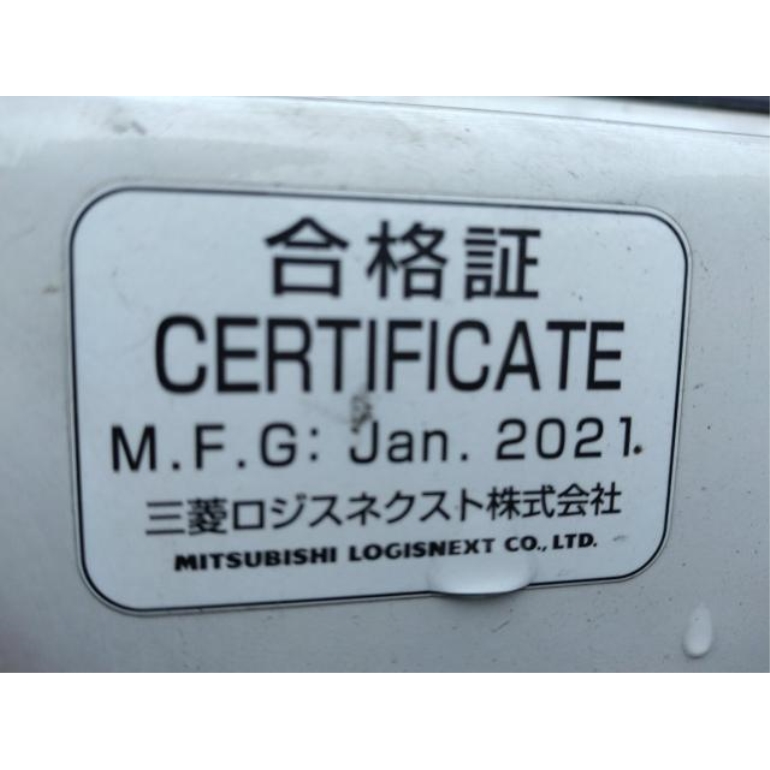 合格証
CERTIFICATE
M.F.G: Jan. 2021.
三菱ロジスネクスト株式会社
MITSUBISHI LOGISNEXT CO., LTD.